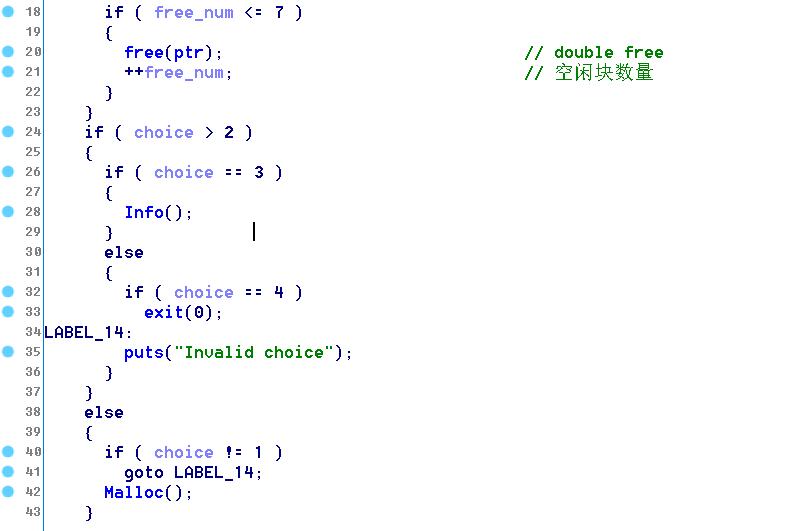 18 if ( free_num <= 7 )
19 {
20 free(ptr); // double free
21 ++free_num; // 空闲块数量
22 }
23 }
24 if ( choice > 2 )
25 {
26 if ( choice == 3 )
27 {
28 Info();
29 }
30 else
31 {
32 if ( choice == 4 )
33 exit(0);
34 LABEL_14:
35 puts("Invalid choice");
36 }
37 }
38 else
39 {
40 if ( choice != 1 )
41 goto LABEL_14;
42 Malloc();
43 }